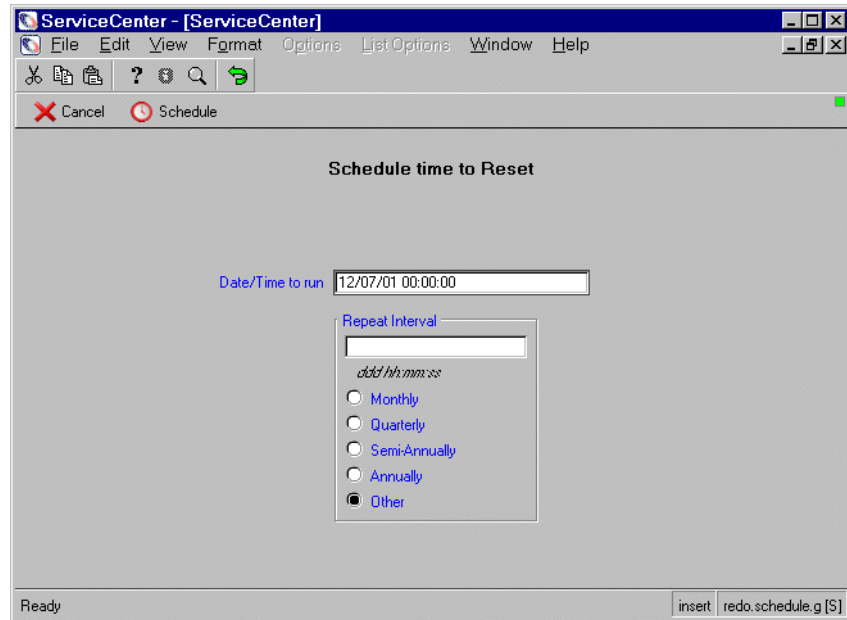 ServiceCenter - [ServiceCenter]
File Edit View Format Options List Options Window Help
Cancel Schedule
Schedule time to Reset
Date/Time to run 12/07/01 00:00:00
Repeat Interval
ddd hh:mm:ss
Monthly
Quarterly
Semi-Annually
Annually
Other
Ready insert redo.schedule.g [S]